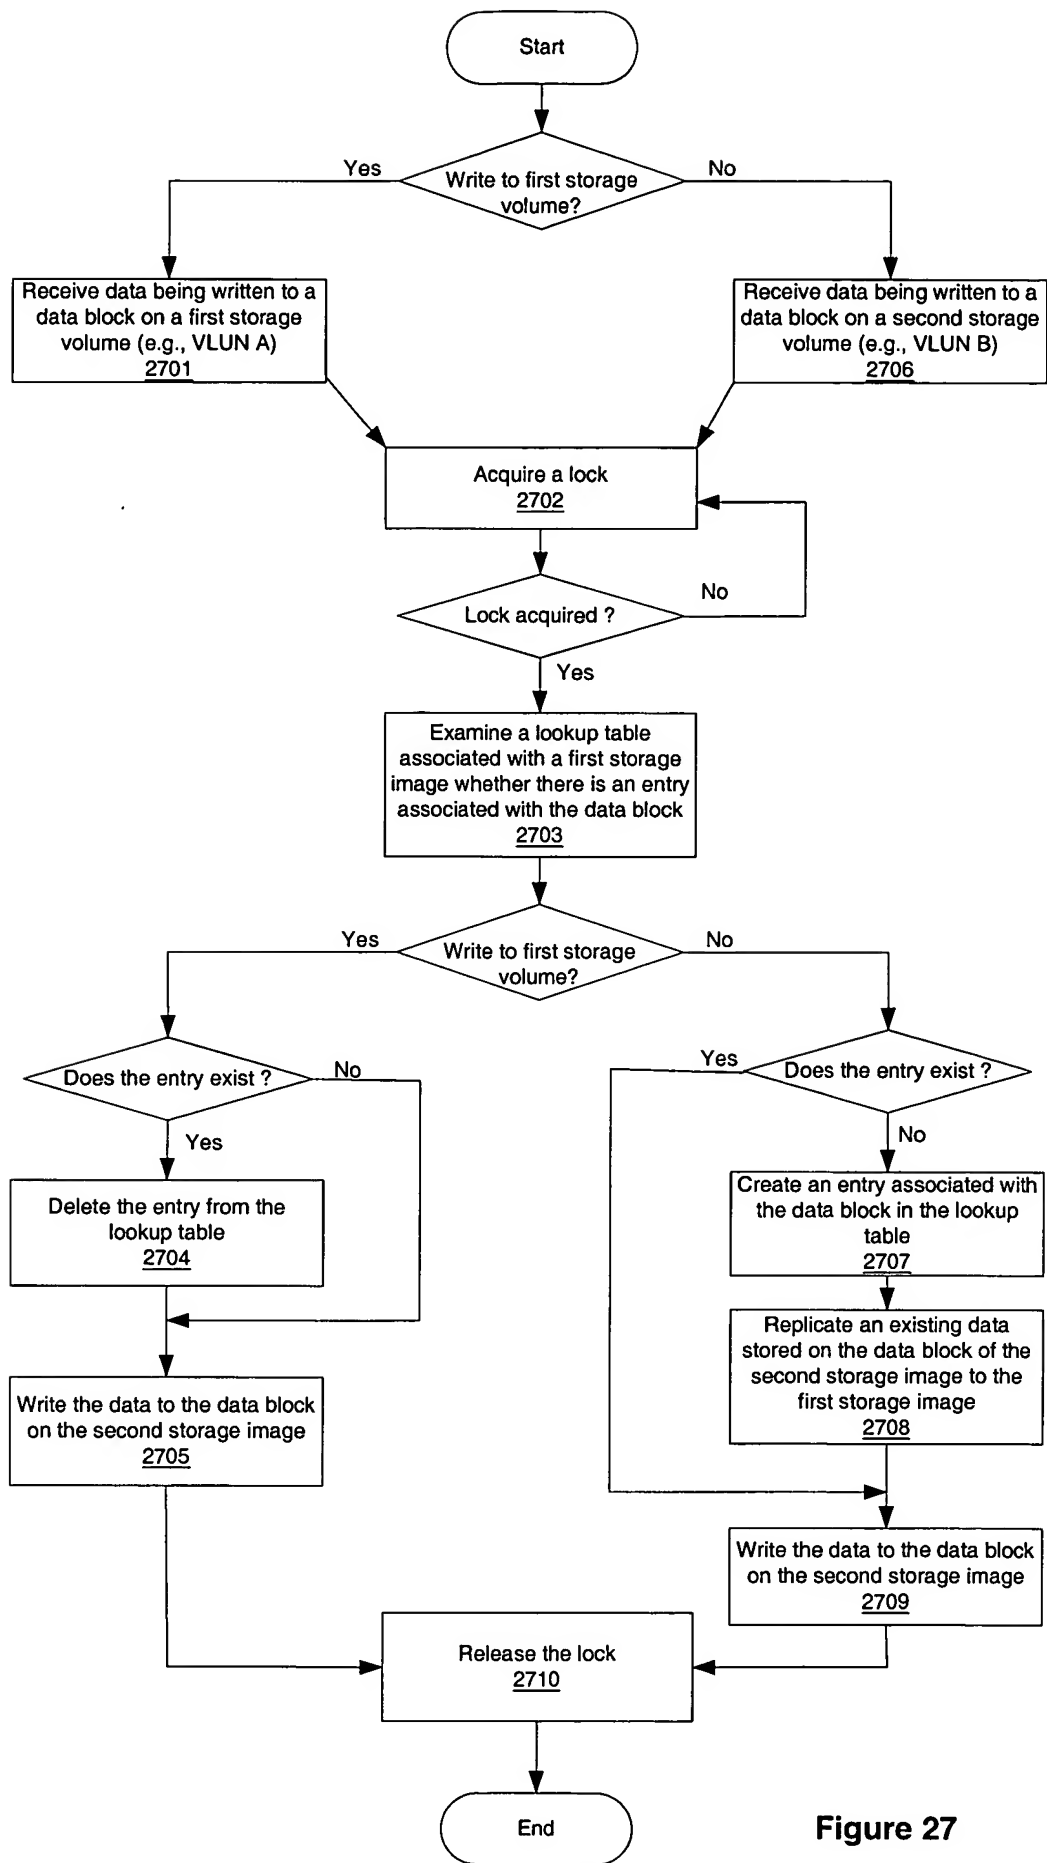 Start
Yes
Write to first storage
volume?
No
Receive data being written to a
data block on a first storage
volume (e.g., VLUN A)
2701
Receive data being written to a
data block on a second storage
volume (e.g., VLUN B)
2706
Acquire a lock
2702
Lock acquired ?
No
Yes
Examine a lookup table
associated with a first storage
image whether there is an entry
associated with the data block
2703
Yes
Write to first storage
volume?
No
Does the entry exist ?
No
Yes
Yes
Does the entry exist ?
No
Delete the entry from the
lookup table
2704
Create an entry associated with
the data block in the lookup
table
2707
Replicate an existing data
stored on the data block of the
second storage image to the
first storage image
2708
Write the data to the data block
on the second storage image
2705
Write the data to the data block
on the second storage image
2709
Release the lock
2710
End
Figure 27